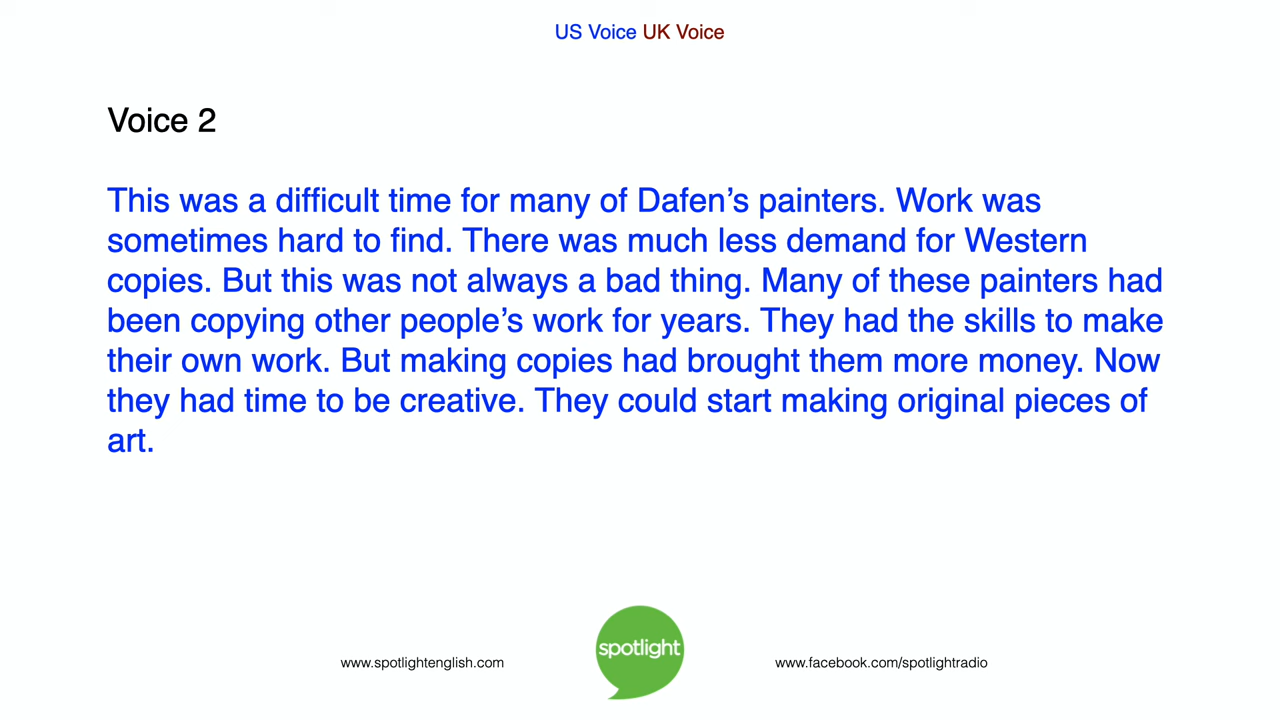 US Voice UK Voice
Voice 2
This was a difficult time for many of Dafen’s painters. Work was
sometimes hard to find. There was much less demand for Western
copies. But this was not always a bad thing. Many of these painters had
been copying other people’s work for years. They had the skills to make
their own work. But making copies had brought them more money. Now
they had time to be creative. They could start making original pieces of
art.
www.spotlightenglish.com
spotlight
www.facebook.com/spotlightradio